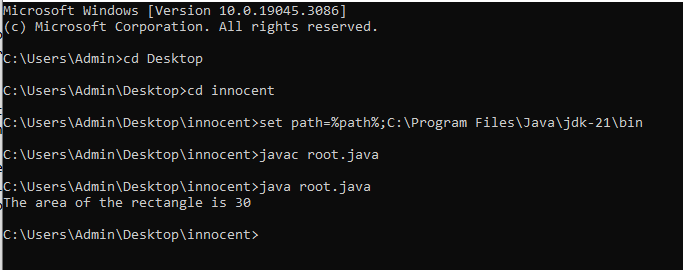 Microsoft Windows [Version 10.0.19045.3086]
(c) Microsoft Corporation. All rights reserved.
C:\Users\Admin>cd Desktop
C:\Users\Admin\Desktop>cd innocent
C:\Users\Admin\Desktop\innocent>set path=%path%;C:\Program Files\Java\jdk-21\bin
C:\Users\Admin\Desktop\innocent>javac root.java
C:\Users\Admin\Desktop\innocent>java root.java
The area of the rectangle is 30
C:\Users\Admin\Desktop\innocent>